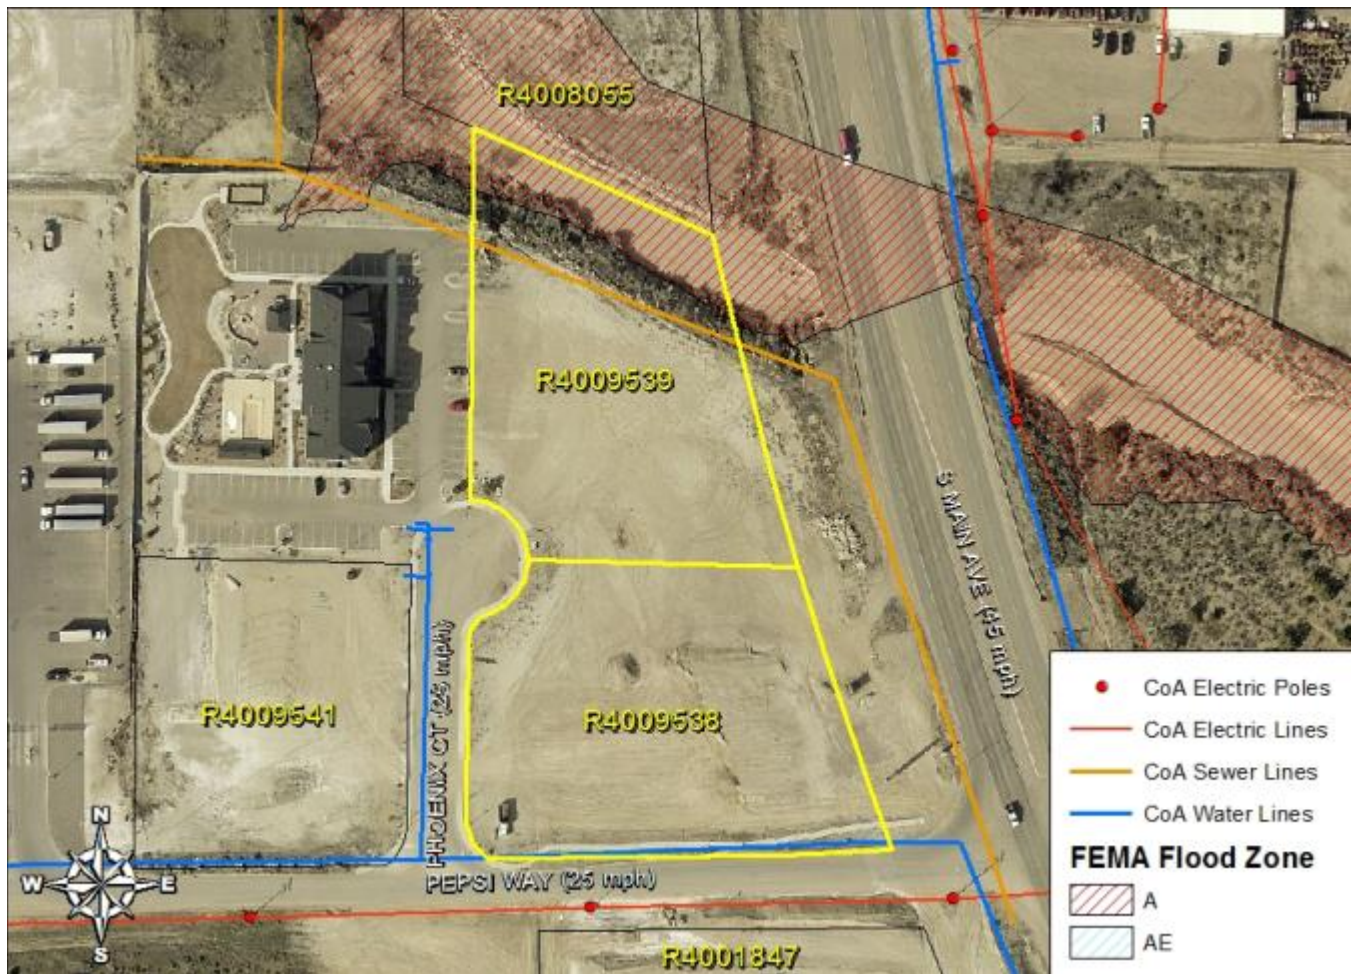 R4008055
R4009539
S MAIN AVE (45 mph)
PHOENIX CT (25 mph)
R4009541
R4009538
PEPSI WAY (25 mph)
R4001847
N
W
E
S
CoA Electric Poles
CoA Electric Lines
CoA Sewer Lines
CoA Water Lines
FEMA Flood Zone
A
AE